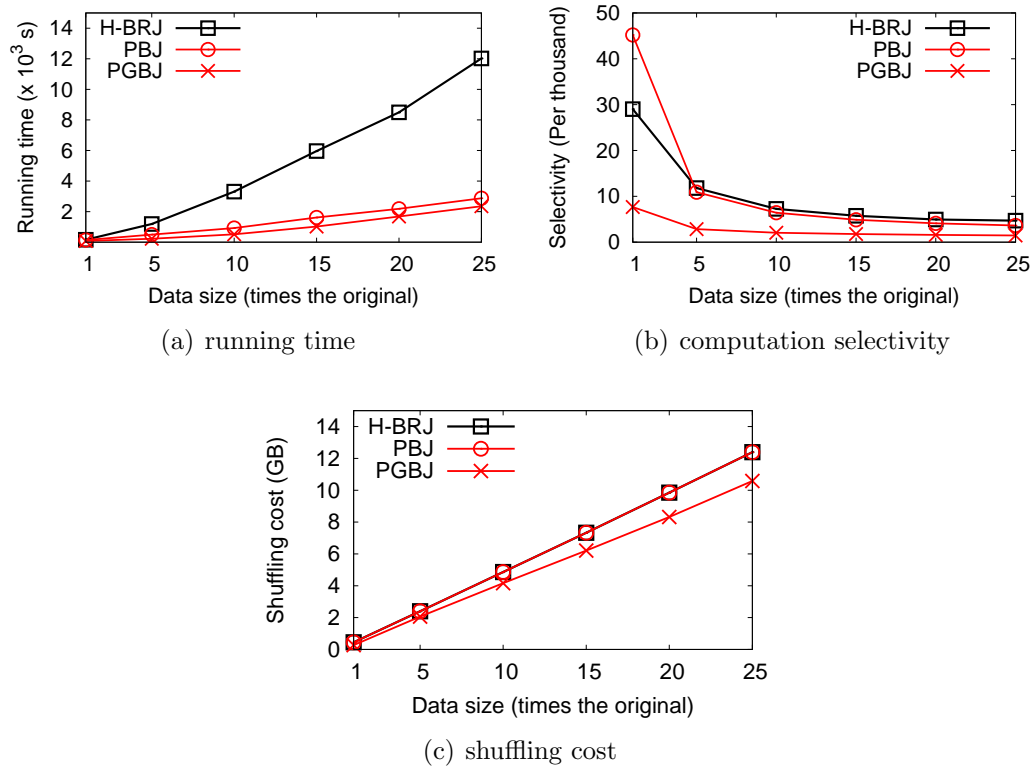 Running time (x 10³ s)
14
12
10
8
6
4
2
H-BRJ
PBJ
PGBJ
1 5 10 15 20 25
Data size (times the original)
(a) running time
Selectivity (Per thousand)
50
40
30
20
10
0
H-BRJ
PBJ
PGBJ
1 5 10 15 20 25
Data size (times the original)
(b) computation selectivity
Shuffling cost (GB)
14
12
10
8
6
4
2
0
H-BRJ
PBJ
PGBJ
1 5 10 15 20 25
Data size (times the original)
(c) shuffling cost